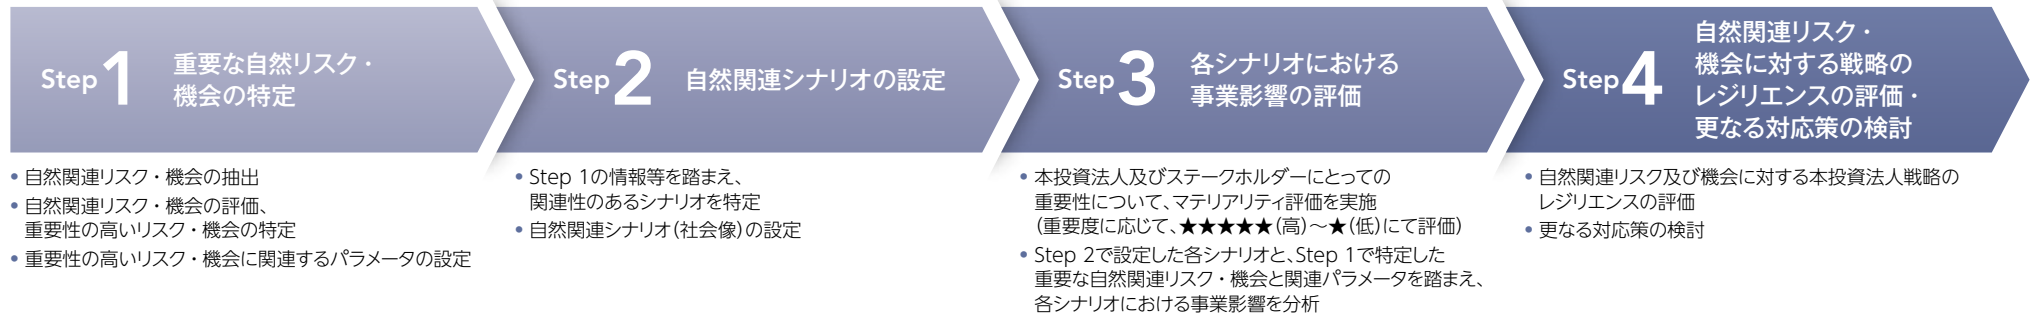 Step1
重要な自然リスク・
機会の特定
• 自然関連リスク・機会の抽出
• 自然関連リスク・機会の評価、
重要性の高いリスク・機会の特定
• 重要性の高いリスク・機会に関連するパラメータの設定
Step2
自然関連シナリオの設定
• Step 1の情報等を踏まえ、
関連性のあるシナリオを特定
• 自然関連シナリオ(社会像)の設定
Step3
各シナリオにおける
事業影響の評価
• 本投資法人及びステークホルダーにとっての
重要性について、マテリアリティ評価を実施
(重要度に応じて、★★★★★(高)〜★(低)にて評価)
• Step 2で設定した各シナリオと、Step 1で特定した
重要な自然関連リスク・機会と関連パラメータを踏まえ、
各シナリオにおける事業影響を分析
Step4
自然関連リスク・
機会に対する戦略の
レジリエンスの評価・
更なる対応策の検討
• 自然関連リスク及び機会に対する本投資法人戦略の
レジリエンスの評価
• 更なる対応策の検討